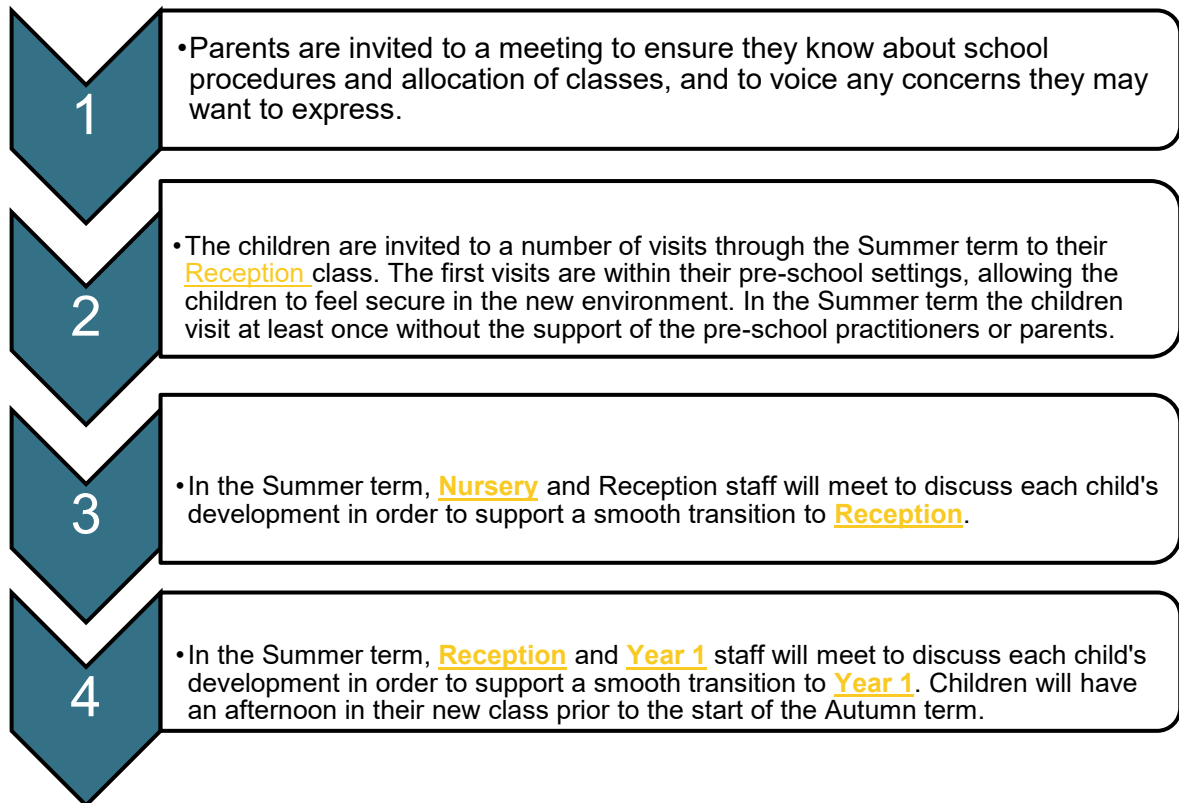 1
•Parents are invited to a meeting to ensure they know about school
procedures and allocation of classes, and to voice any concerns they may
want to express.
2
•The children are invited to a number of visits through the Summer term to their
Reception class. The first visits are within their pre-school settings, allowing the
children to feel secure in the new environment. In the Summer term the children
visit at least once without the support of the pre-school practitioners or parents.
3
•In the Summer term, Nursery and Reception staff will meet to discuss each child's
development in order to support a smooth transition to Reception.
4
•In the Summer term, Reception and Year 1 staff will meet to discuss each child's
development in order to support a smooth transition to Year 1. Children will have
an afternoon in their new class prior to the start of the Autumn term.